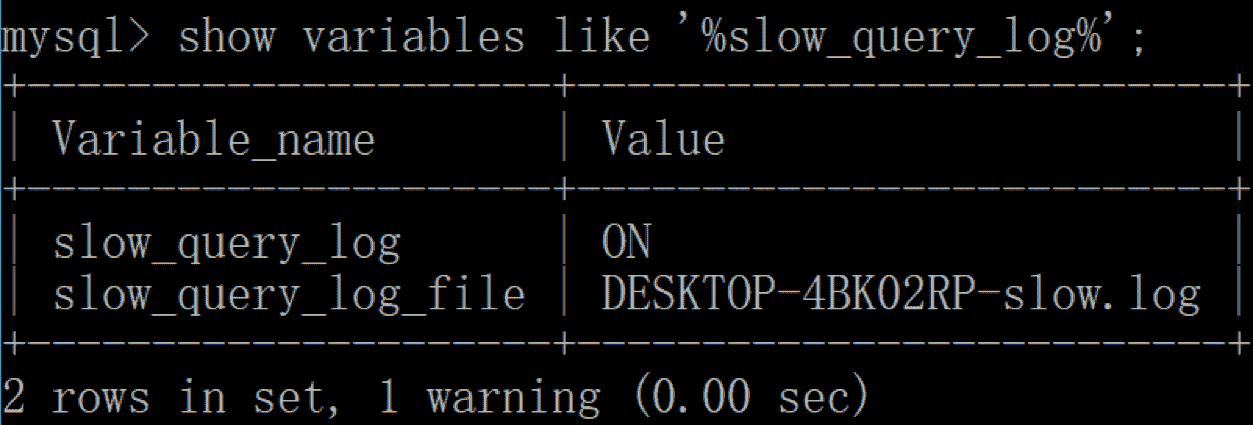 mysql> show variables like '%slow_query_log%';
+---------------------+--------------------------+
| Variable_name       | Value                    |
+---------------------+--------------------------+
| slow_query_log      | ON                       |
| slow_query_log_file | DESKTOP-4BK02RP-slow.log |
+---------------------+--------------------------+
2 rows in set, 1 warning (0.00 sec)